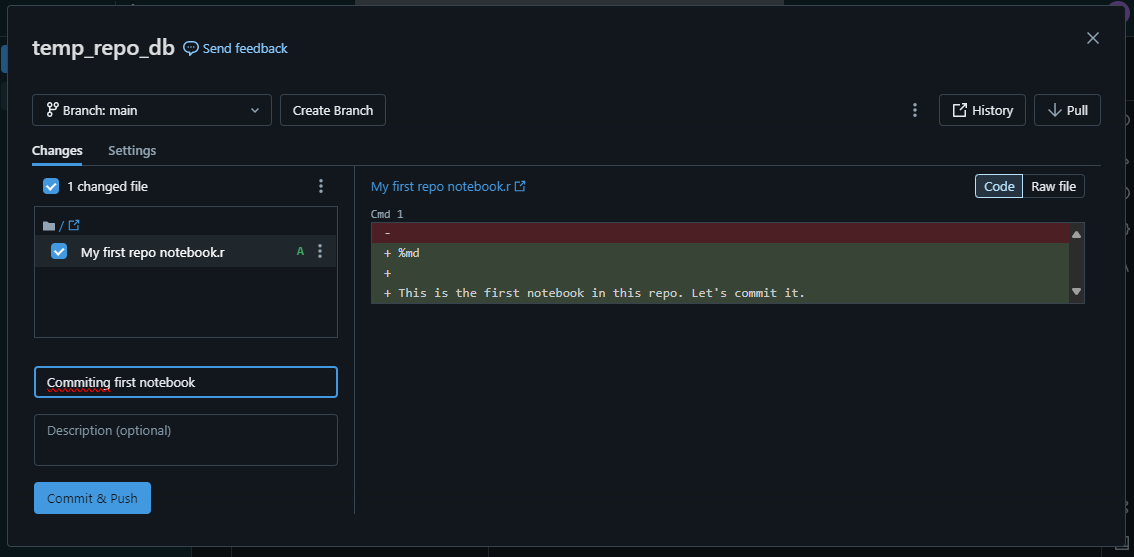 temp_repo_db Send feedback
Branch: main Create Branch History Pull
Changes Settings
1 changed file
/
My first repo notebook.r A
Commiting first notebook
Description (optional)
Commit & Push
My first repo notebook.r Code Raw file
Cmd 1
-
+ %md
+
+ This is the first notebook in this repo. Let's commit it.